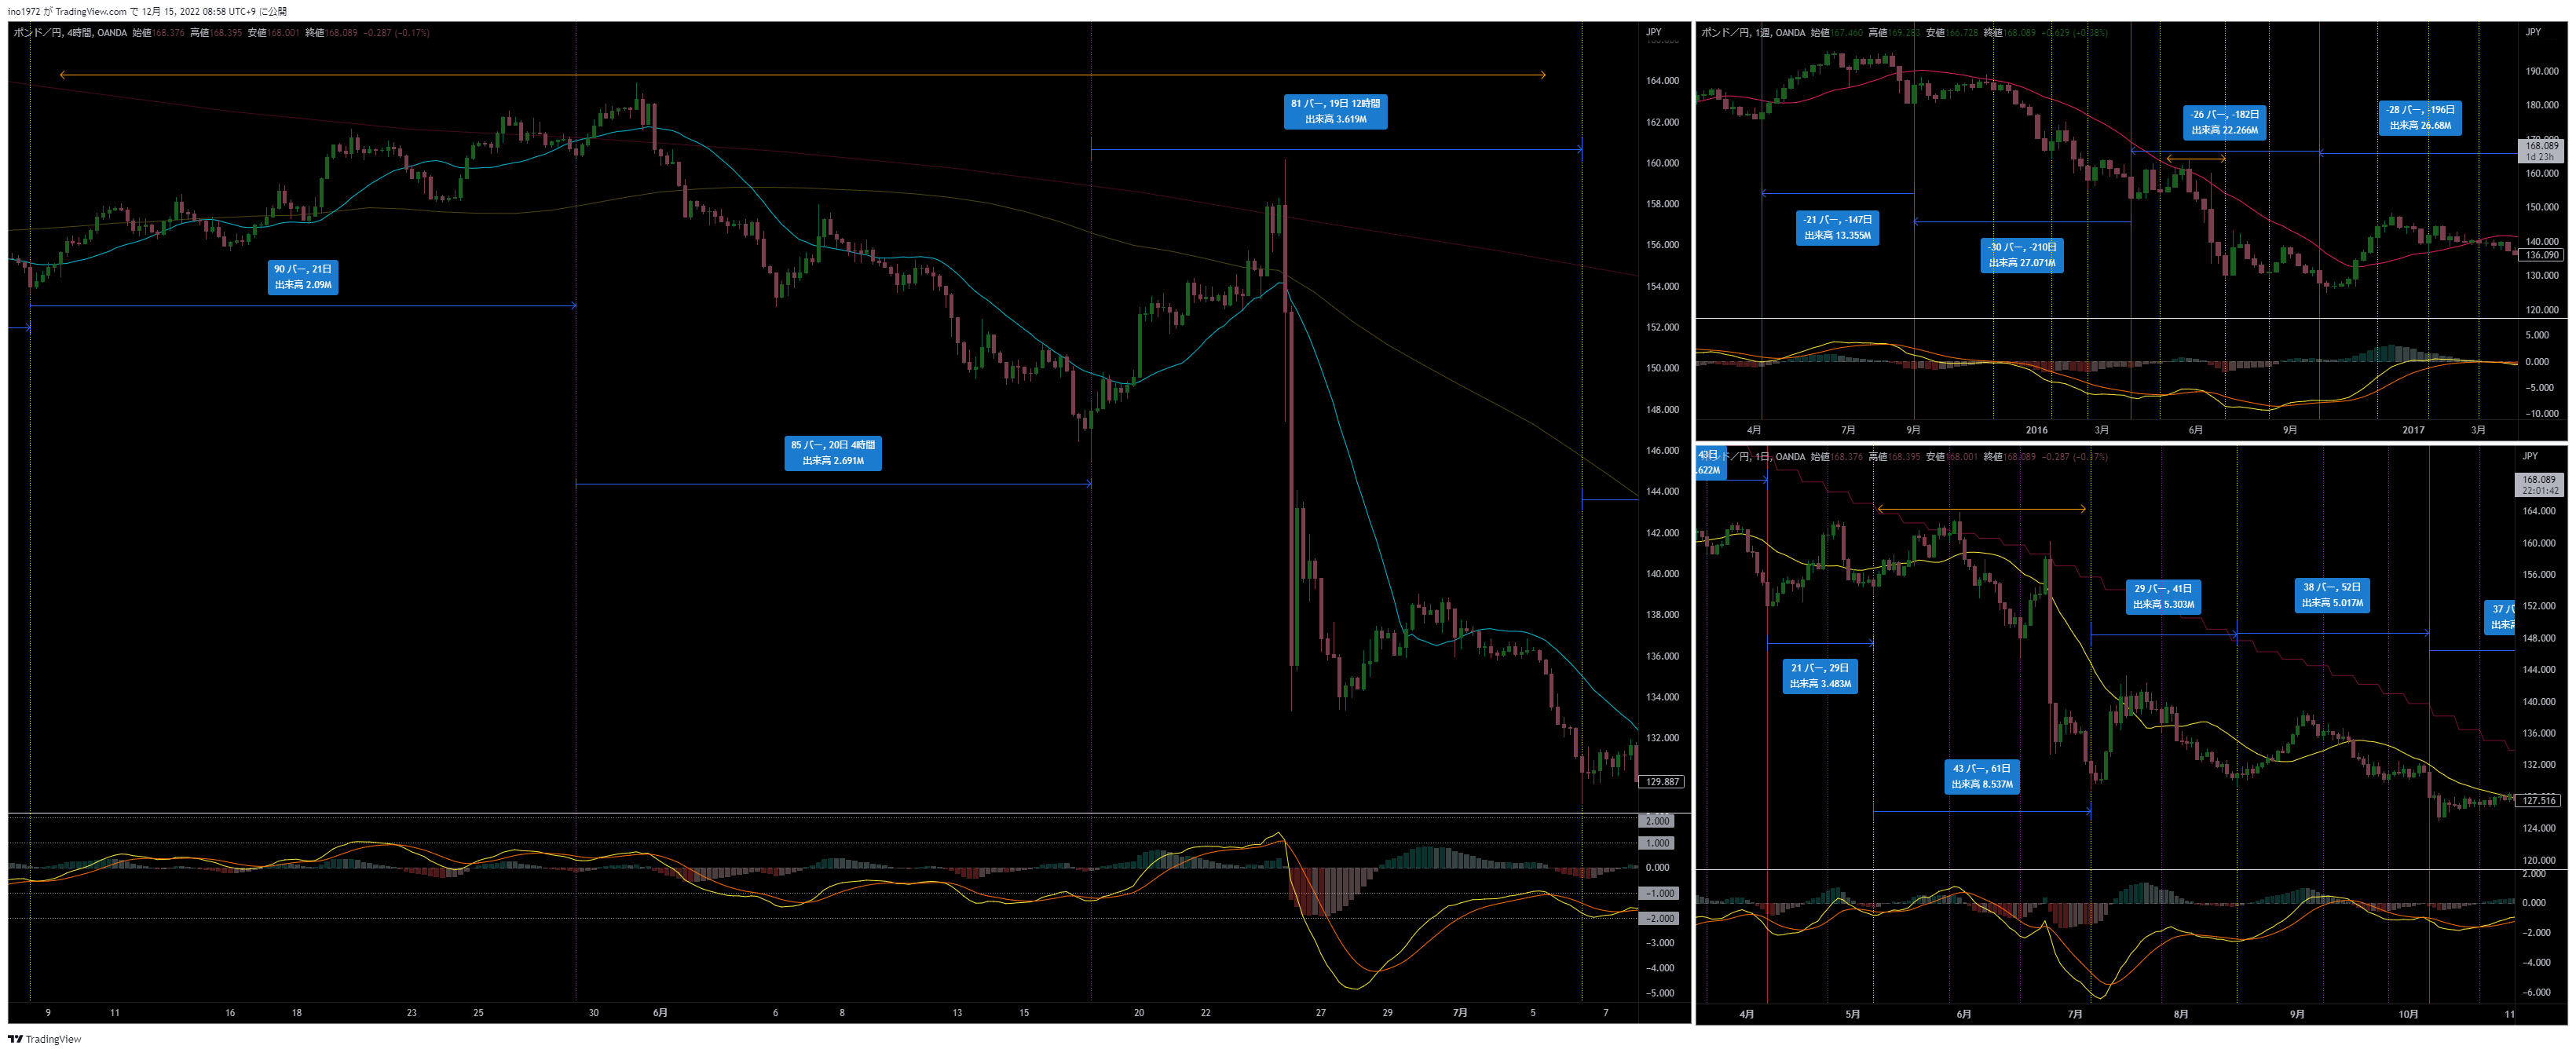 ino1972 が TradingView.com で 12月 15, 2022 08:58 UTC+9 に公開
ポンド／円, 4時間, OANDA 始値168.376 高値168.395 安値168.001 終値168.089 -0.287 (-0.17%)
JPY
164.000
162.000
160.000
158.000
156.000
154.000
152.000
150.000
148.000
146.000
144.000
142.000
140.000
138.000
136.000
134.000
132.000
129.887
81 バー, 19日 12時間
出来高 3.619M
90 バー, 21日
出来高 2.09M
85 バー, 20日 4時間
出来高 2.691M
2.000
1.000
0.000
-1.000
-2.000
-3.000
-4.000
-5.000
9 11 16 18 23 25 30 6月 6 8 13 15 20 22 27 29 7月 5 7
ポンド／円, 1週, OANDA 始値167.460 高値169.283 安値166.728 終値168.089 +0.629 (+0.38%)
JPY
190.000
180.000
170.000
168.089
1d 23h
160.000
150.000
140.000
136.090
130.000
120.000
-26 バー, -182日
出来高 22.266M
-28 バー, -196日
出来高 26.68M
-21 バー, -147日
出来高 13.355M
-30 バー, -210日
出来高 27.071M
5.000
0.000
-5.000
-10.000
4月 7月 9月 2016 3月 6月 9月 2017 3月
43日
.622M
ンド／円, 1日, OANDA 始値168.376 高値168.395 安値168.001 終値168.089 -0.287 (-0.17%)
JPY
168.089
22:01:42
164.000
160.000
156.000
152.000
148.000
144.000
140.000
136.000
132.000
127.516
124.000
120.000
29 バー, 41日
出来高 5.303M
38 バー, 52日
出来高 5.017M
37 バ
出来高
21 バー, 29日
出来高 3.483M
43 バー, 61日
出来高 8.537M
2.000
0.000
-2.000
-4.000
-6.000
4月 5月 6月 7月 8月 9月 10月 11
TradingView